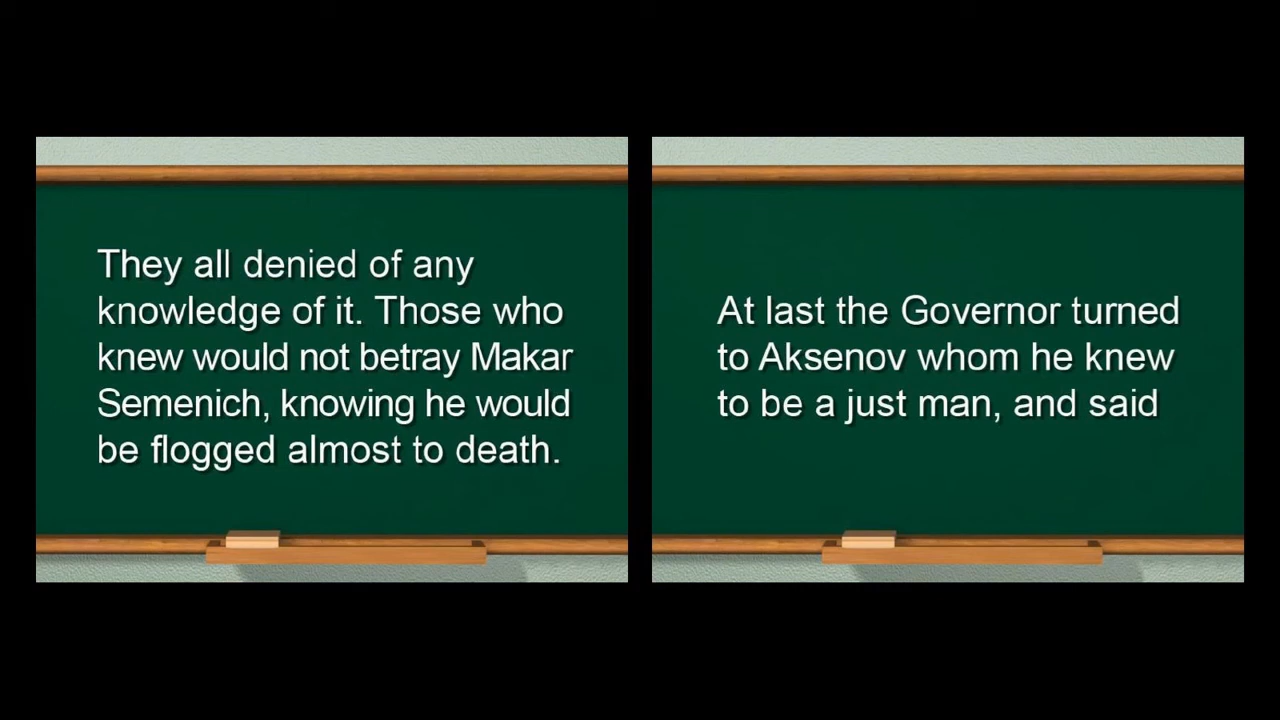 They all denied of any
knowledge of it. Those who
knew would not betray Makar
Semenich, knowing he would
be flogged almost to death.
At last the Governor turned
to Aksenov whom he knew
to be a just man, and said